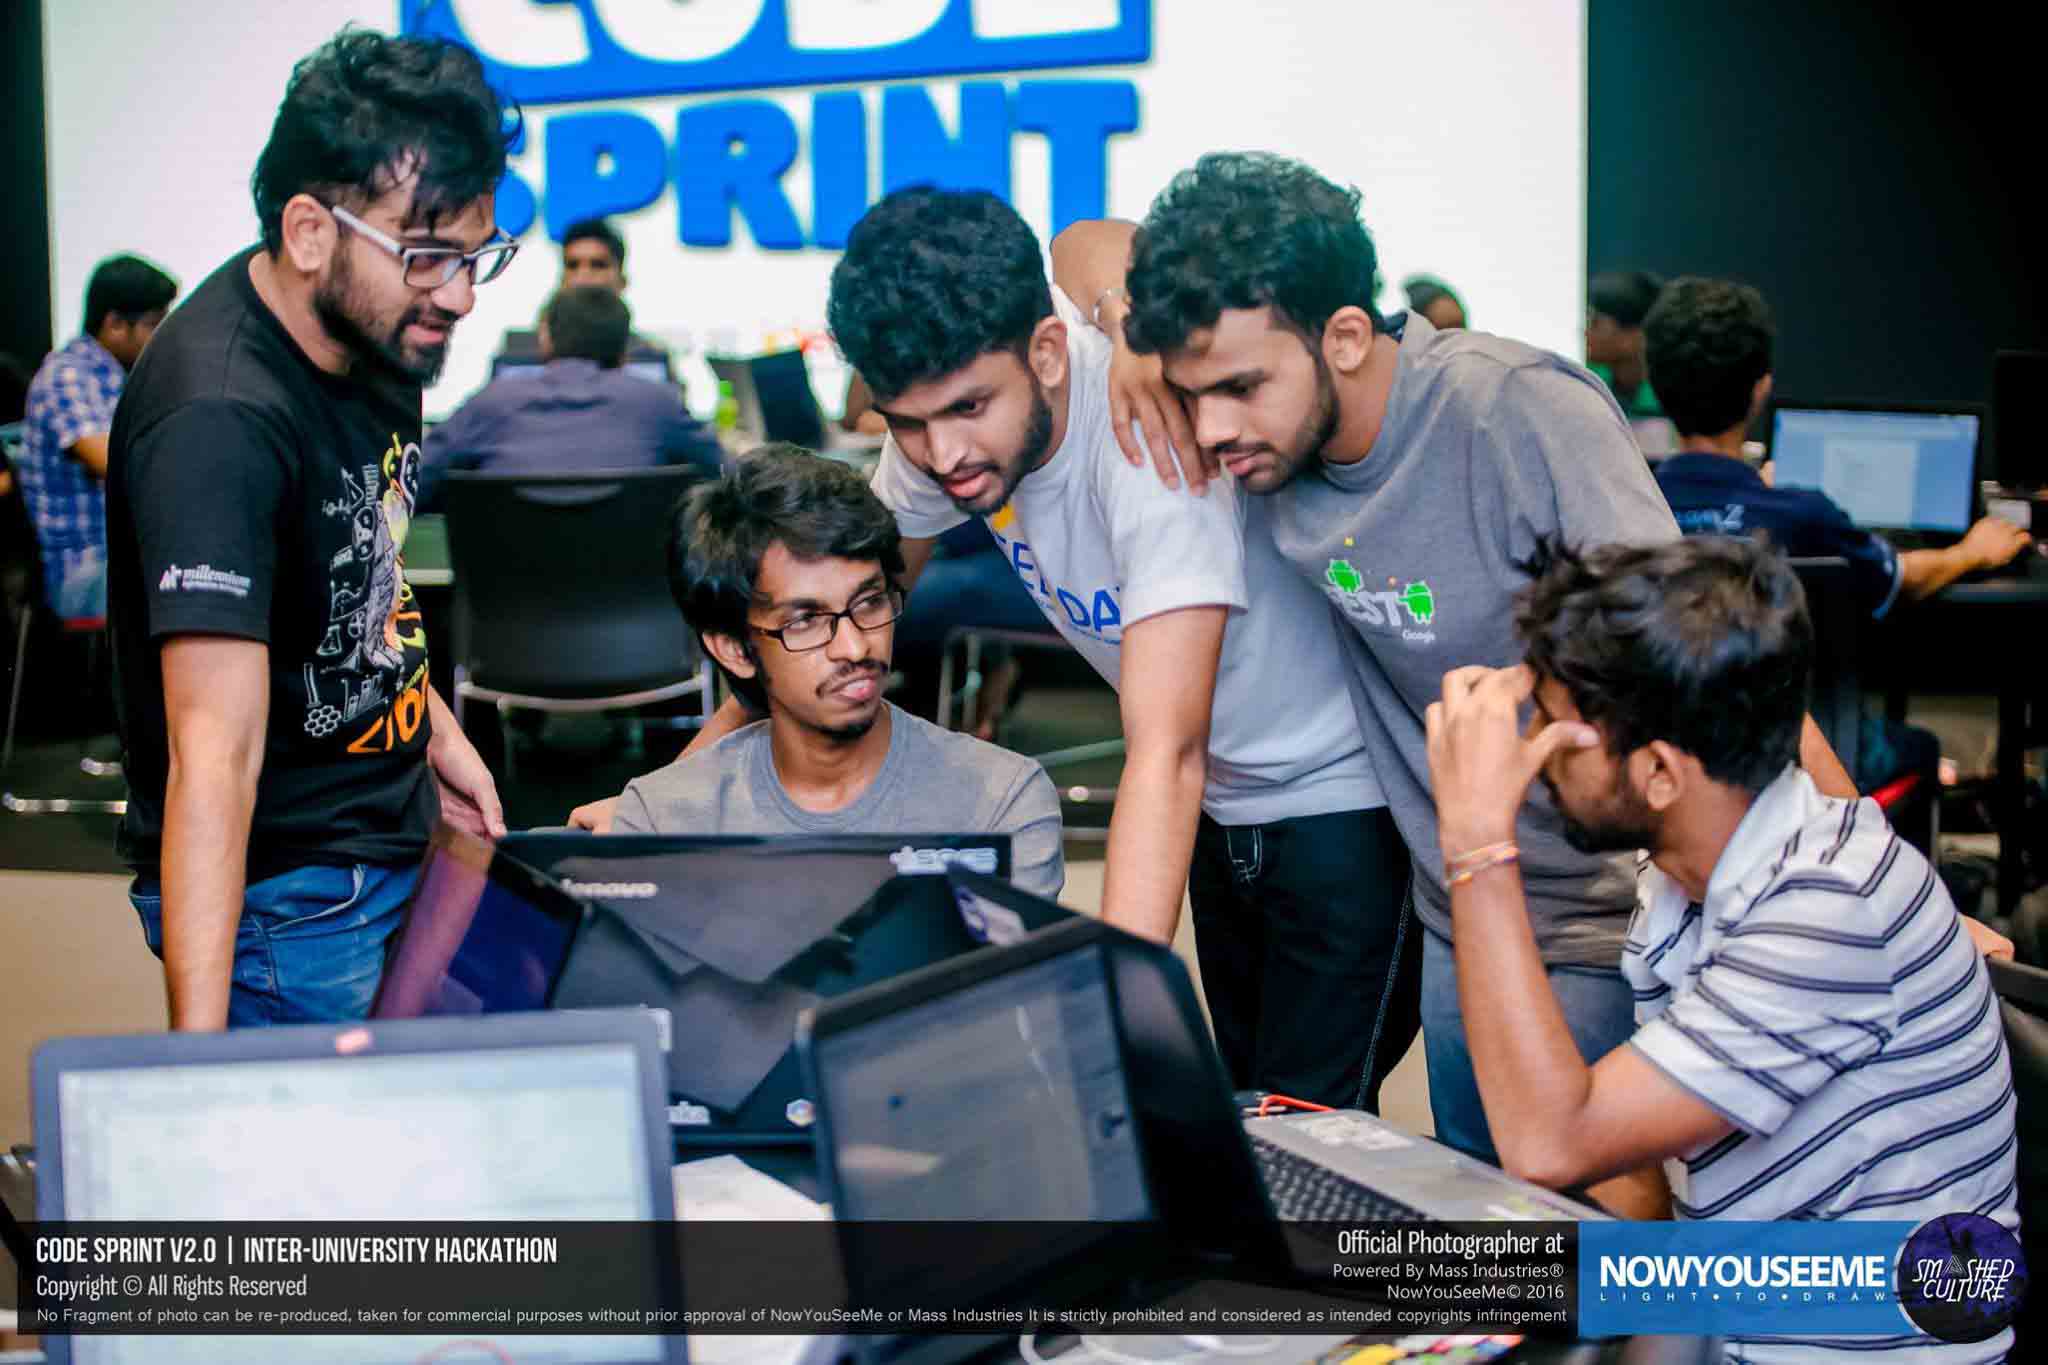 CODE
SPRINT
millennium
FEST
Google
lenovo
CODE SPRINT V2.0 | INTER-UNIVERSITY HACKATHON
Copyright © All Rights Reserved
No Fragment of photo can be re-produced, taken for commercial purposes without prior approval of NowYouSeeMe or Mass Industries It is strictly prohibited and considered as intended copyrights infringement
Official Photographer at
Powered By Mass Industries®
NowYouSeeMe© 2016
NOWYOUSEEME
LIGHT•TO•DRAW
SMASHED
CULTURE